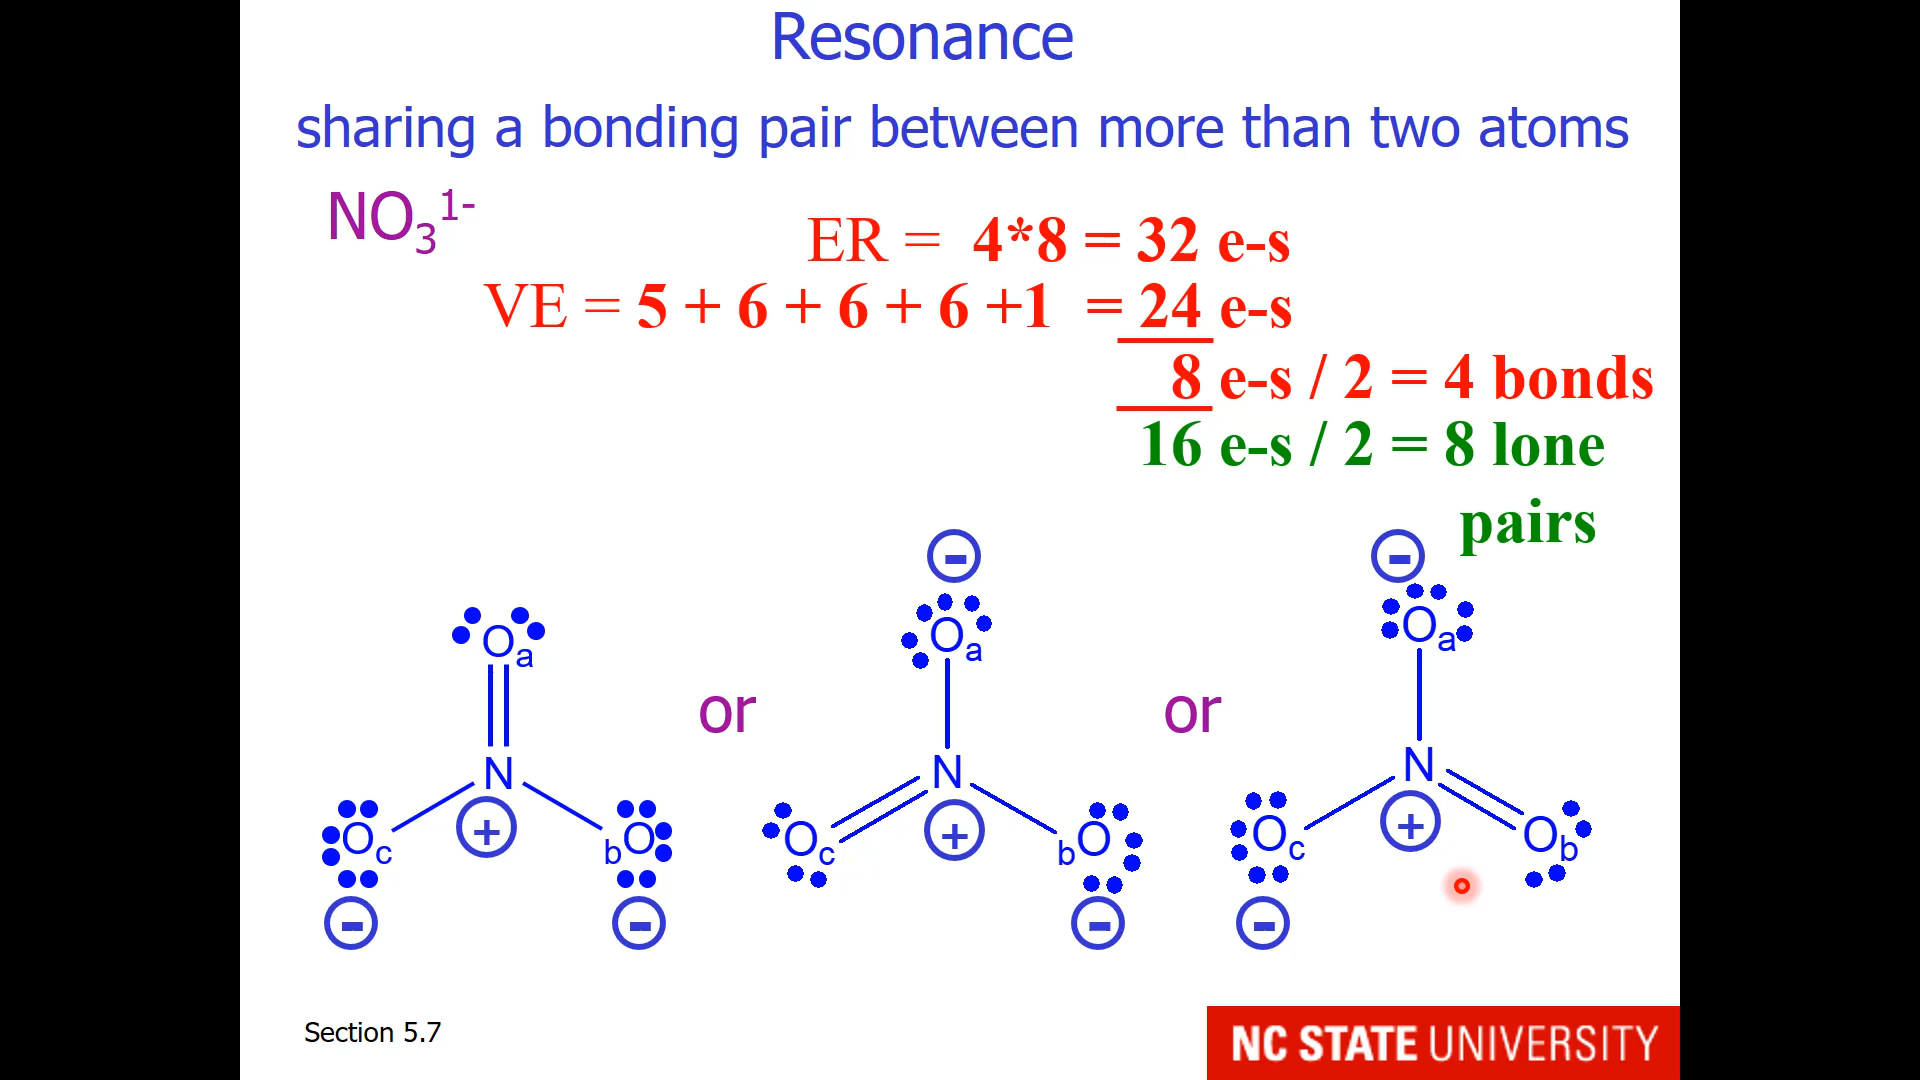 Resonance
sharing a bonding pair between more than two atoms
NO₃¹⁻
ER = 4*8 = 32 e-s
VE = 5 + 6 + 6 + 6 +1 = 24 e-s
8 e-s / 2 = 4 bonds
16 e-s / 2 = 8 lone
pairs
- -
Oa Oa Oa
or or
N N N
+ + +
Oc bO Oc bO Oc Ob
- - - -
Section 5.7
NC STATE UNIVERSITY